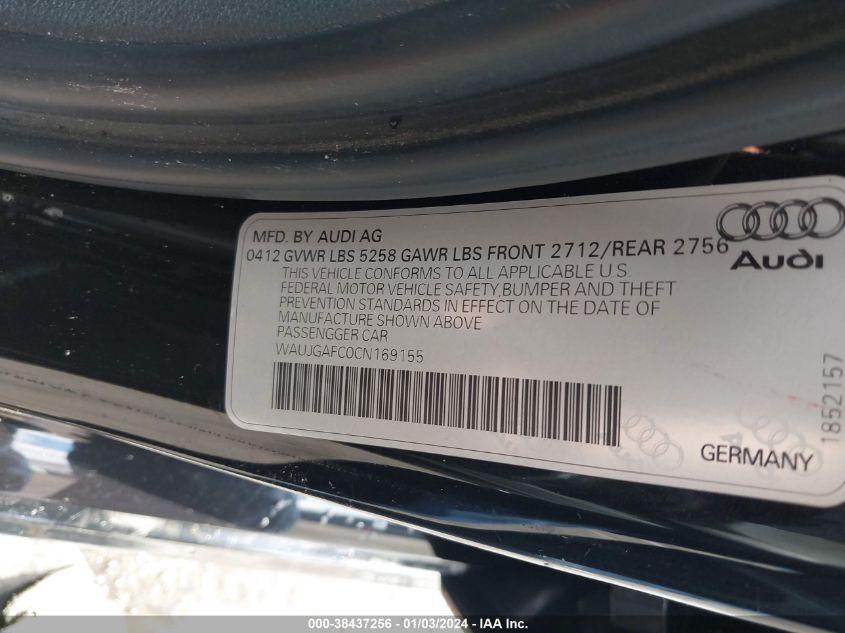 MFD. BY AUDI AG
0412 GVWR LBS 5258 GAWR LBS FRONT 2712/REAR 2756
THIS VEHICLE CONFORMS TO ALL APPLICABLE U.S.
FEDERAL MOTOR VEHICLE SAFETY,BUMPER AND THEFT
PREVENTION STANDARDS IN EFFECT ON THE DATE OF
MANUFACTURE SHOWN ABOVE
PASSENGGER CAR
WAUJGAFC0CN169155
Audi
1852157
GERMANY
000-38437256 - 01/03/2024 - IAA Inc.